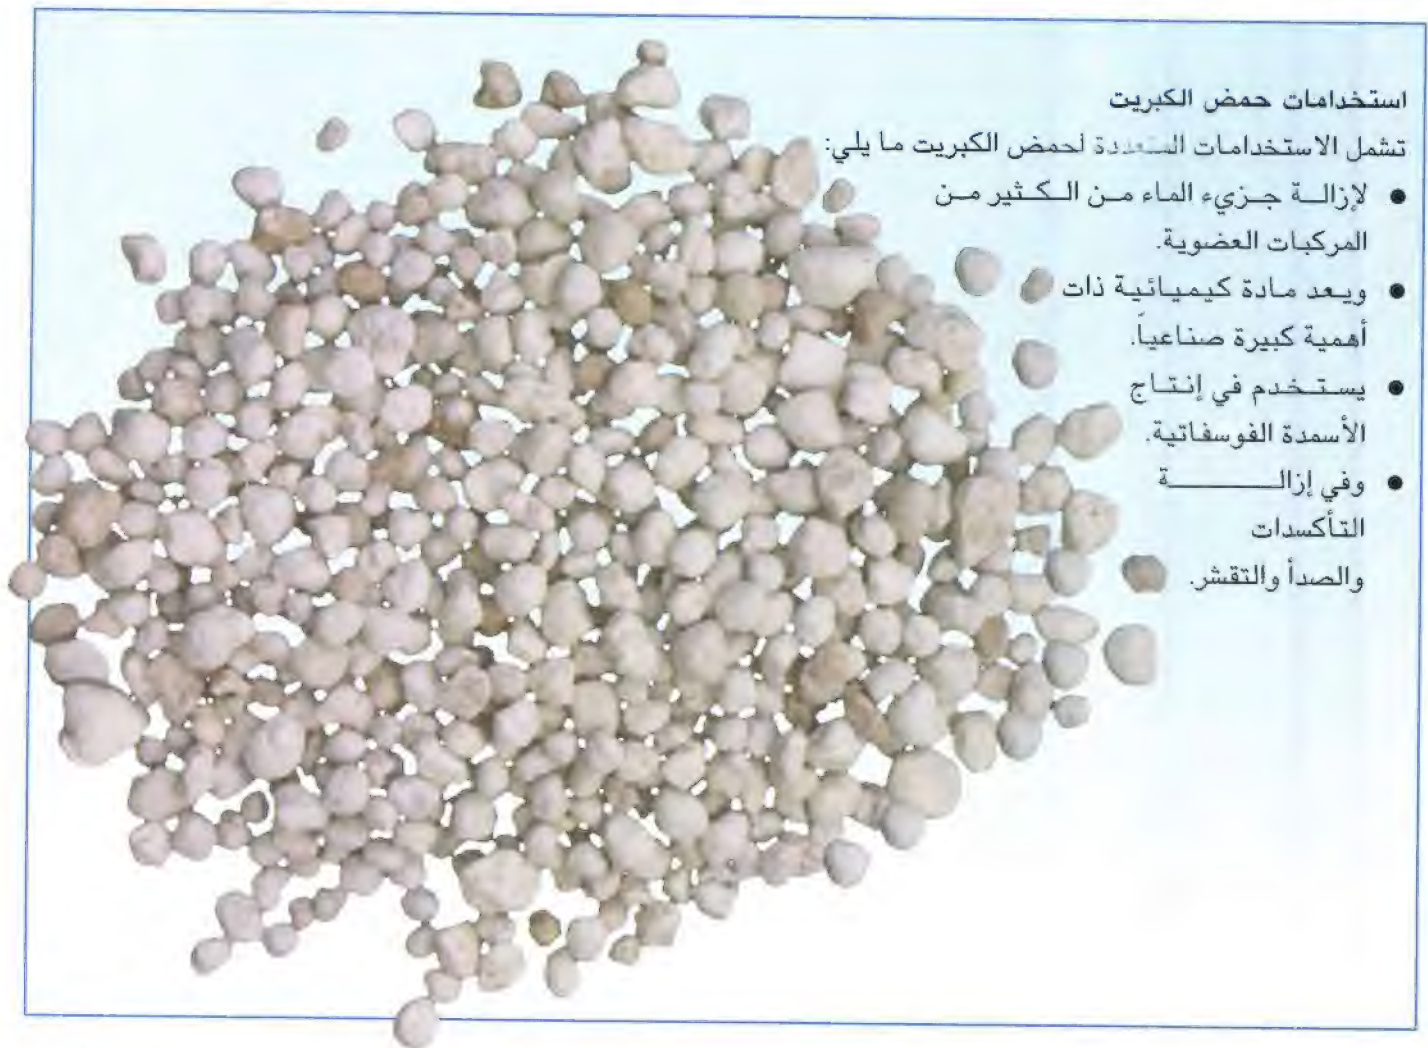 استخدامات حمض الكبريت
تشمل الاستخدامات المتعددة لحمض الكبريت ما يلي:
● لإزالة جزيء الماء من الكثير من
المركبات العضوية.
● ويعد مادة كيميائية ذات
أهمية كبيرة صناعياً.
● يستخدم في إنتاج
الأسمدة الفوسفاتية.
● وفي إزالة
التأكسدات
والصدأ والتقشر.